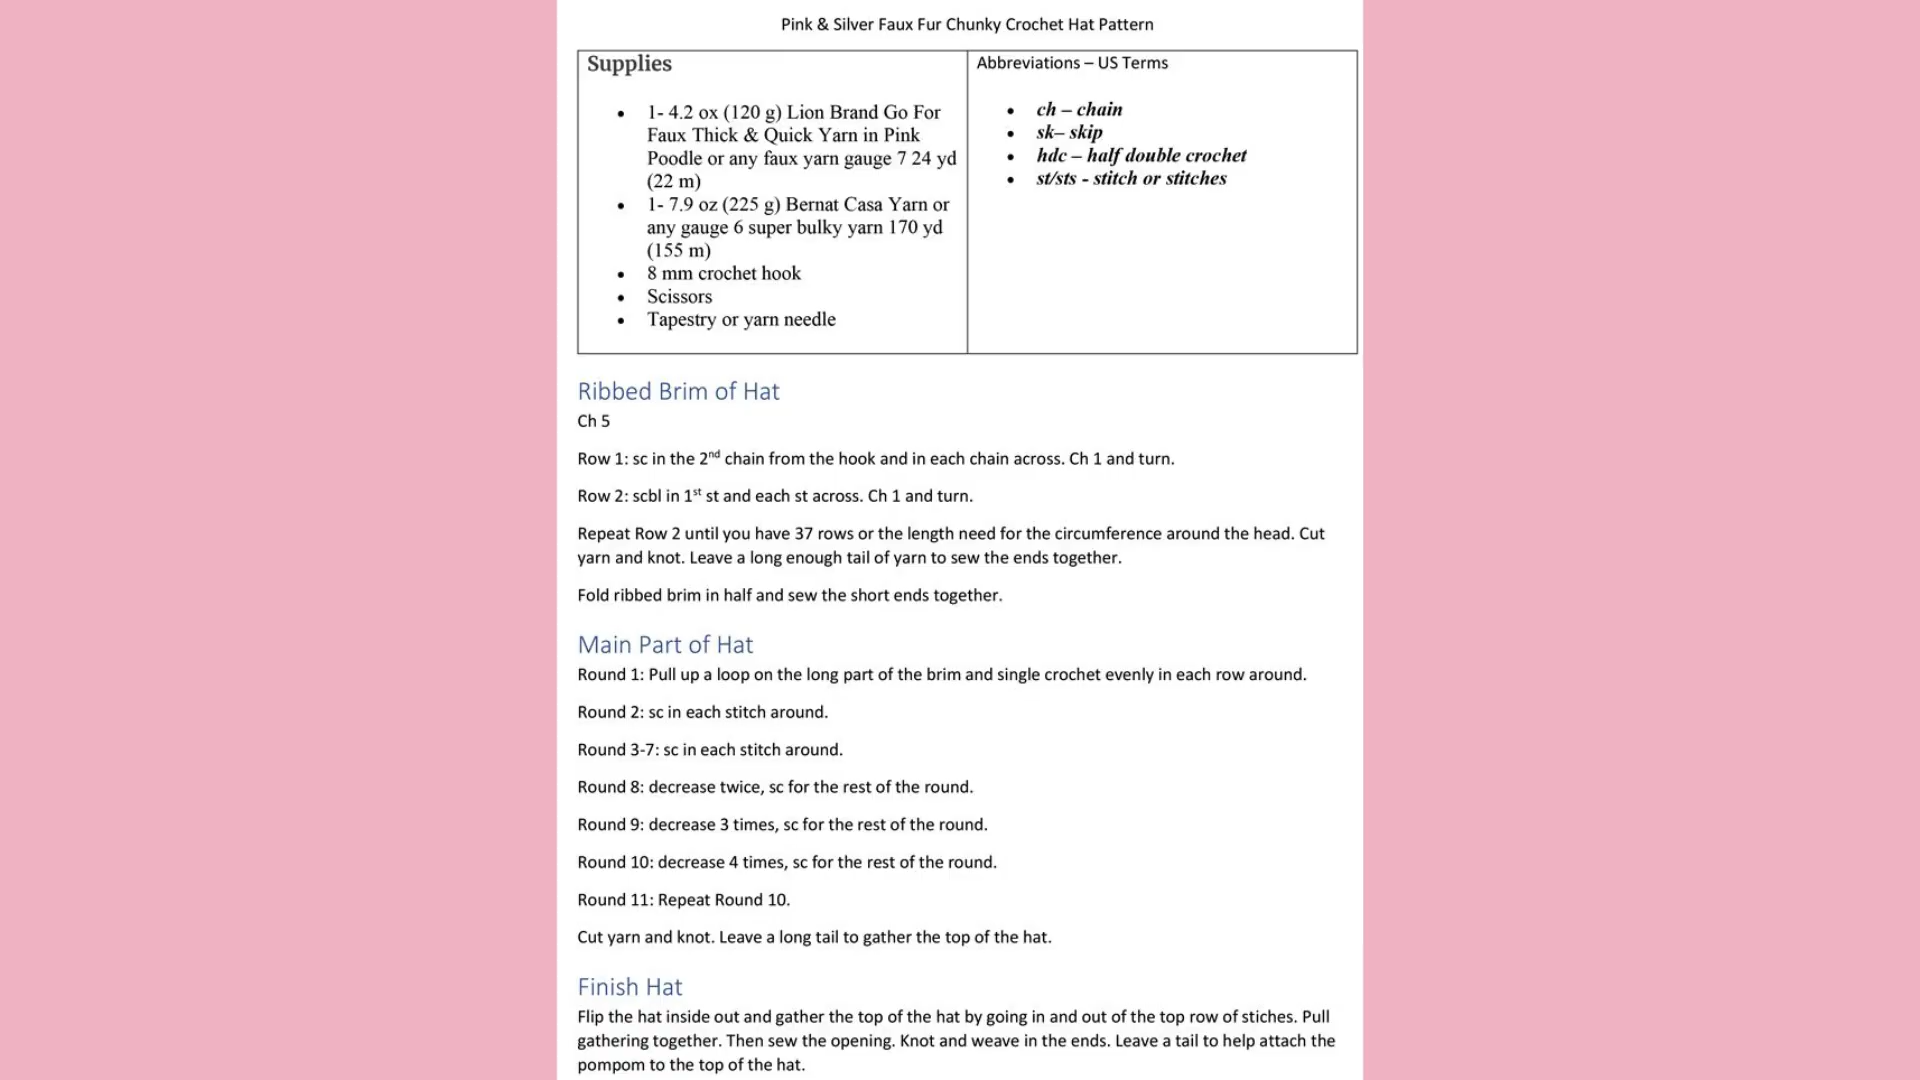 Pink & Silver Faux Fur Chunky Crochet Hat Pattern
Supplies
• 1- 4.2 ox (120 g) Lion Brand Go For
Faux Thick & Quick Yarn in Pink
Poodle or any faux yarn gauge 7 24 yd
(22 m)
• 1- 7.9 oz (225 g) Bernat Casa Yarn or
any gauge 6 super bulky yarn 170 yd
(155 m)
• 8 mm crochet hook
• Scissors
• Tapestry or yarn needle
Abbreviations – US Terms
• ch – chain
• sk– skip
• hdc – half double crochet
• st/sts - stitch or stitches
Ribbed Brim of Hat
Ch 5
Row 1: sc in the 2nd chain from the hook and in each chain across. Ch 1 and turn.
Row 2: scbl in 1st st and each st across. Ch 1 and turn.
Repeat Row 2 until you have 37 rows or the length need for the circumference around the head. Cut
yarn and knot. Leave a long enough tail of yarn to sew the ends together.
Fold ribbed brim in half and sew the short ends together.
Main Part of Hat
Round 1: Pull up a loop on the long part of the brim and single crochet evenly in each row around.
Round 2: sc in each stitch around.
Round 3-7: sc in each stitch around.
Round 8: decrease twice, sc for the rest of the round.
Round 9: decrease 3 times, sc for the rest of the round.
Round 10: decrease 4 times, sc for the rest of the round.
Round 11: Repeat Round 10.
Cut yarn and knot. Leave a long tail to gather the top of the hat.
Finish Hat
Flip the hat inside out and gather the top of the hat by going in and out of the top row of stiches. Pull
gathering together. Then sew the opening. Knot and weave in the ends. Leave a tail to help attach the
pompom to the top of the hat.